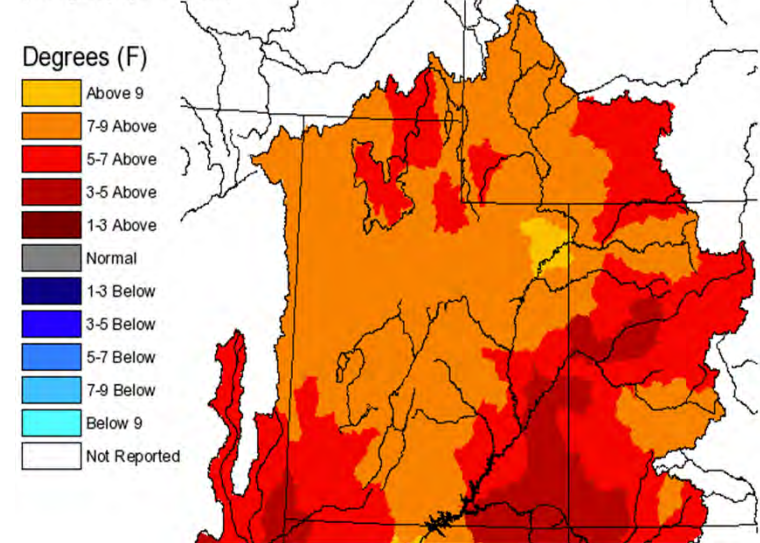 Degrees (F)
Above 9
7-9 Above
5-7 Above
3-5 Above
1-3 Above
Normal
1-3 Below
3-5 Below
5-7 Below
7-9 Below
Below 9
Not Reported